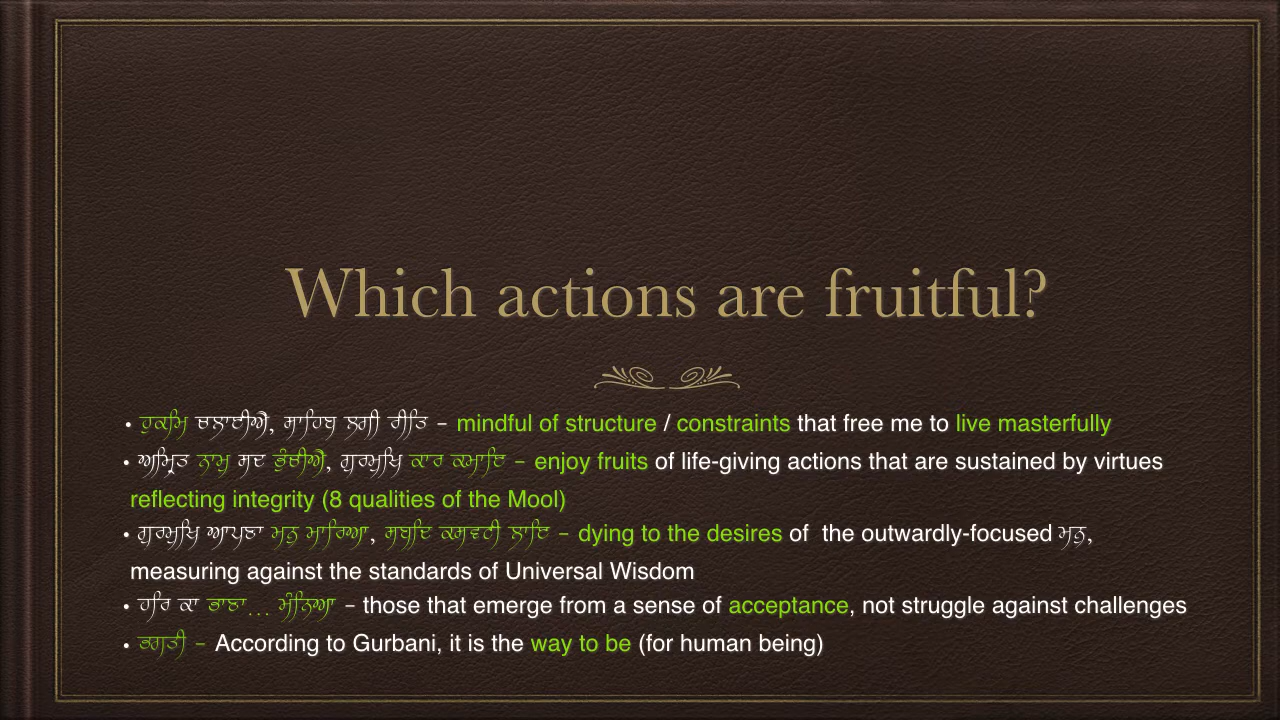 Which actions are fruitful?
• ਹੁਕਮਿ ਚਲਾਈਐ, ਸਾਹਿਬ ਲਗੀ ਰੀਤਿ – mindful of structure / constraints that free me to live masterfully
• ਅਮ੍ਰਿਤ ਨਾਮੁ ਸਦ ਭੁੰਚੀਐ, ਗੁਰਮੁਖਿ ਕਾਰ ਕਮਾਇ – enjoy fruits of life-giving actions that are sustained by virtues
reflecting integrity (8 qualities of the Mool)
• ਗੁਰਮੁਖਿ ਆਪਣਾ ਮਨੁ ਮਾਰਿਆ, ਸਬਦਿ ਕਸਵਟੀ ਲਾਇ – dying to the desires of the outwardly-focused ਮਨੁ,
measuring against the standards of Universal Wisdom
• ਹਰਿ ਕਾ ਭਾਣਾ... ਮੰਨਿਆ – those that emerge from a sense of acceptance, not struggle against challenges
• ਭਗਤੀ – According to Gurbani, it is the way to be (for human being)